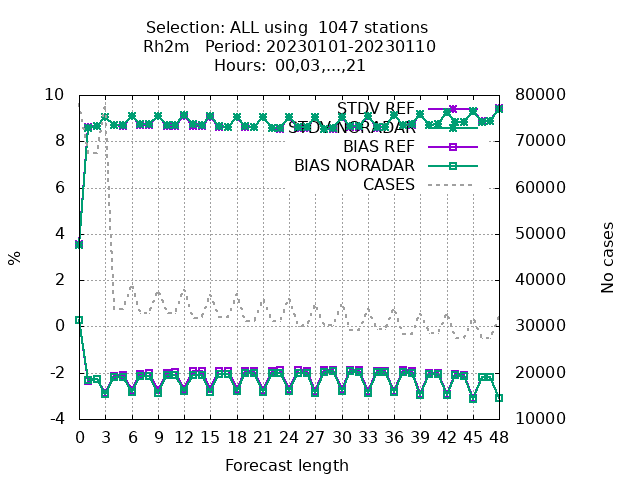 Selection: ALL using  1047 stations
Rh2m   Period: 20230101-20230110
Hours:  00,03,...,21
10 80000
STDV REF
STDV NORADAR
8 70000
BIAS REF
BIAS NORADAR
CASES
6 60000
4 50000
%
No cases
2 40000
0 30000
-2 20000
-4 10000
0 3 6 9 12 15 18 21 24 27 30 33 36 39 42 45 48
Forecast length